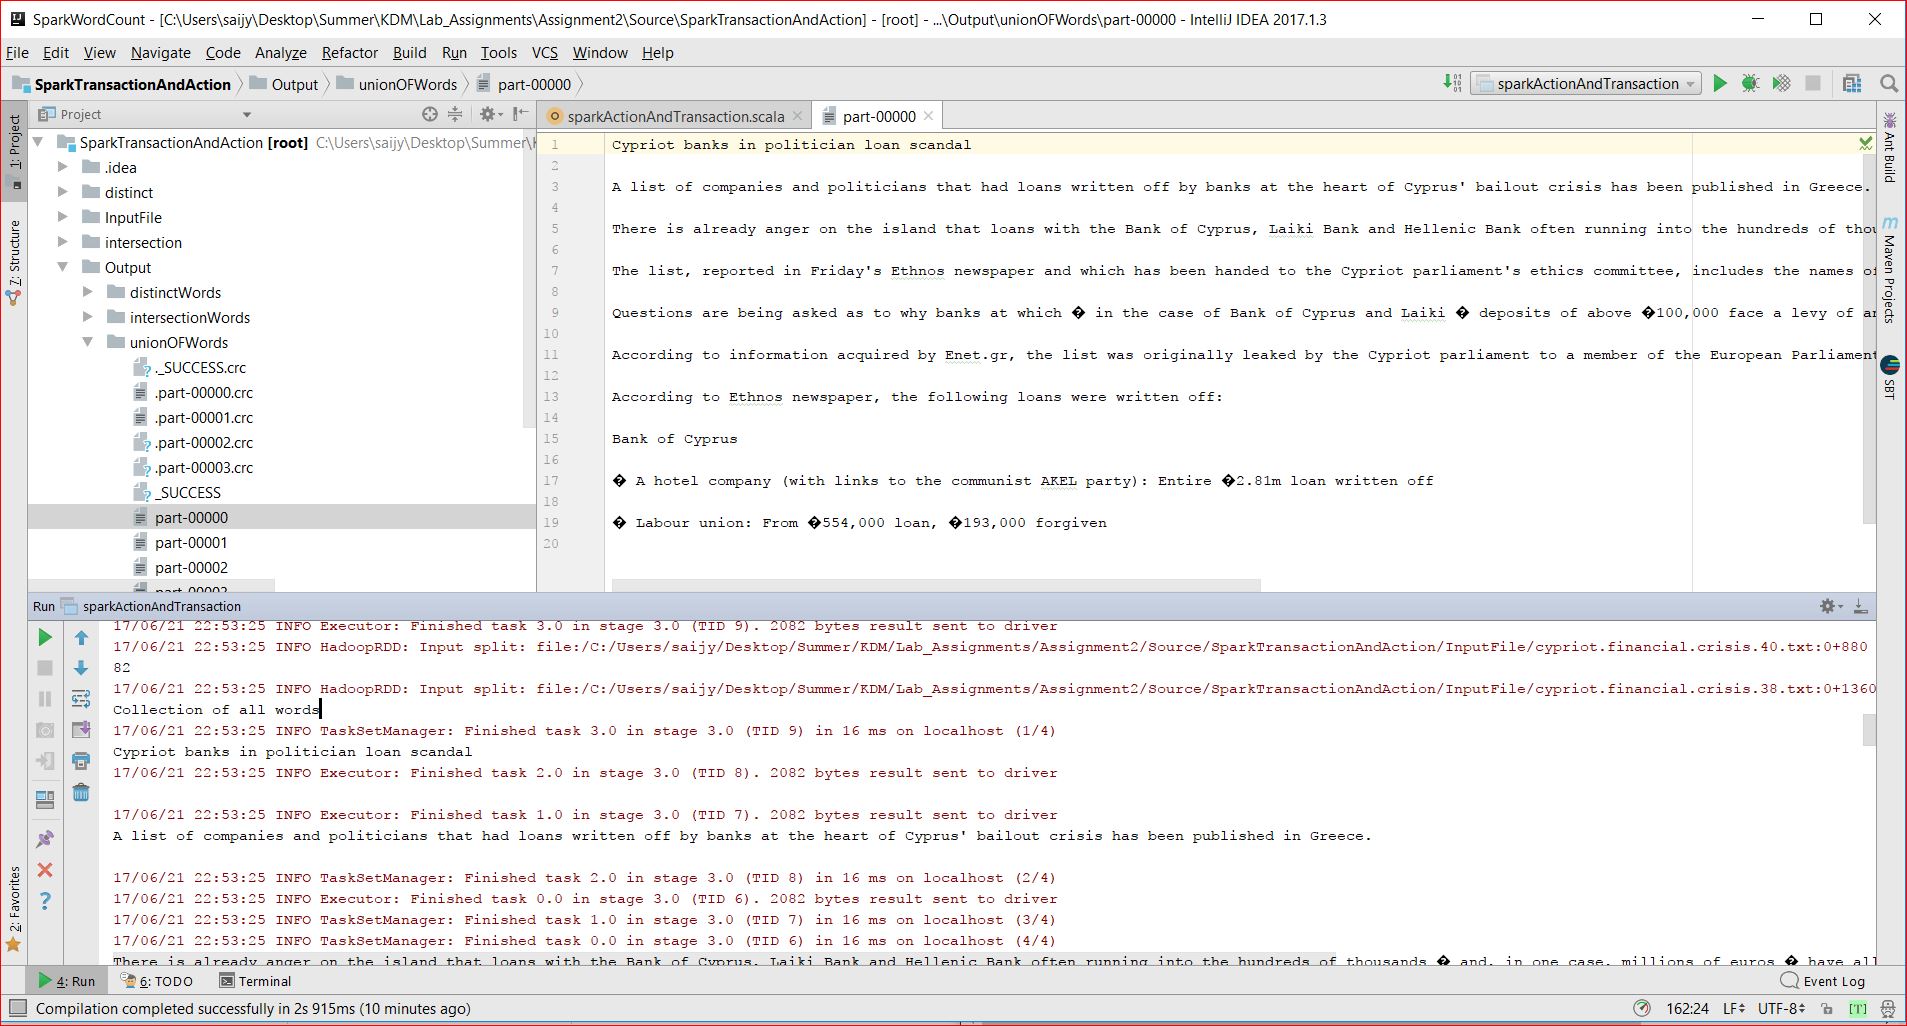 SparkWordCount - [C:\Users\saijy\Desktop\Summer\KDM\Lab_Assignments\Assignment2\Source\SparkTransactionAndAction] - [root] - ...\Output\unionOFWords\part-00000 - IntelliJ IDEA 2017.1.3
File Edit View Navigate Code Analyze Refactor Build Run Tools VCS Window Help
SparkTransactionAndAction Output unionOFWords part-00000 sparkActionAndTransaction
Project
sparkActionAndTransaction.scala part-00000
1: Project
7: Structure
2: Favorites
SparkTransactionAndAction [root] C:\Users\saijy\Desktop\Summer\
.idea
distinct
InputFile
intersection
Output
distinctWords
intersectionWords
unionOFWords
._SUCCESS.crc
.part-00000.crc
.part-00001.crc
.part-00002.crc
.part-00003.crc
_SUCCESS
part-00000
part-00001
part-00002
part-00003
1 Cypriot banks in politician loan scandal
2
3 A list of companies and politicians that had loans written off by banks at the heart of Cyprus' bailout crisis has been published in Greece.
4
5 There is already anger on the island that loans with the Bank of Cyprus, Laiki Bank and Hellenic Bank often running into the hundreds of thou
6
7 The list, reported in Friday's Ethnos newspaper and which has been handed to the Cypriot parliament's ethics committee, includes the names of
8
9 Questions are being asked as to why banks at which � in the case of Bank of Cyprus and Laiki � deposits of above �100,000 face a levy of an
10
11 According to information acquired by Enet.gr, the list was originally leaked by the Cypriot parliament to a member of the European Parliament
12
13 According to Ethnos newspaper, the following loans were written off:
14
15 Bank of Cyprus
16
17 � A hotel company (with links to the communist AKEL party): Entire �2.81m loan written off
18
19 � Labour union: From �554,000 loan, �193,000 forgiven
20
Ant Build
Maven Projects
SBT
Run sparkActionAndTransaction
17/06/21 22:53:25 INFO Executor: Finished task 3.0 in stage 3.0 (TID 9). 2082 bytes result sent to driver
17/06/21 22:53:25 INFO HadoopRDD: Input split: file:/C:/Users/saijy/Desktop/Summer/KDM/Lab_Assignments/Assignment2/Source/SparkTransactionAndAction/InputFile/cypriot.financial.crisis.40.txt:0+880
82
17/06/21 22:53:25 INFO HadoopRDD: Input split: file:/C:/Users/saijy/Desktop/Summer/KDM/Lab_Assignments/Assignment2/Source/SparkTransactionAndAction/InputFile/cypriot.financial.crisis.38.txt:0+1360
Collection of all words
17/06/21 22:53:25 INFO TaskSetManager: Finished task 3.0 in stage 3.0 (TID 9) in 16 ms on localhost (1/4)
Cypriot banks in politician loan scandal
17/06/21 22:53:25 INFO Executor: Finished task 2.0 in stage 3.0 (TID 8). 2082 bytes result sent to driver
17/06/21 22:53:25 INFO Executor: Finished task 1.0 in stage 3.0 (TID 7). 2082 bytes result sent to driver
A list of companies and politicians that had loans written off by banks at the heart of Cyprus' bailout crisis has been published in Greece.
17/06/21 22:53:25 INFO TaskSetManager: Finished task 2.0 in stage 3.0 (TID 8) in 16 ms on localhost (2/4)
17/06/21 22:53:25 INFO Executor: Finished task 0.0 in stage 3.0 (TID 6). 2082 bytes result sent to driver
17/06/21 22:53:25 INFO TaskSetManager: Finished task 1.0 in stage 3.0 (TID 7) in 16 ms on localhost (3/4)
17/06/21 22:53:25 INFO TaskSetManager: Finished task 0.0 in stage 3.0 (TID 6) in 16 ms on localhost (4/4)
There is already anger on the island that loans with the Bank of Cyprus, Laiki Bank and Hellenic Bank often running into the hundreds of thousands � and, in one case, millions of euros � have all
4: Run 6: TODO Terminal Event Log
Compilation completed successfully in 2s 915ms (10 minutes ago) 162:24 LF UTF-8 [T]